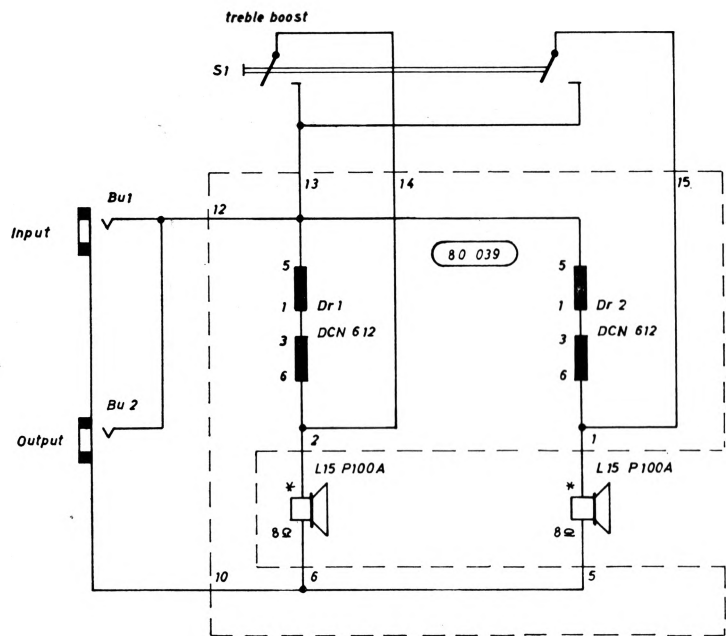 treble boost
S1
13
14
15
Bu1
12
Input
80 039
5
5
1
Dr 1
1
Dr 2
3
DCN 612
3
DCN 612
6
6
Bu 2
Output
2
1
L15 P100A
L15 P100A
*
*
8Ω
8Ω
10
6
5